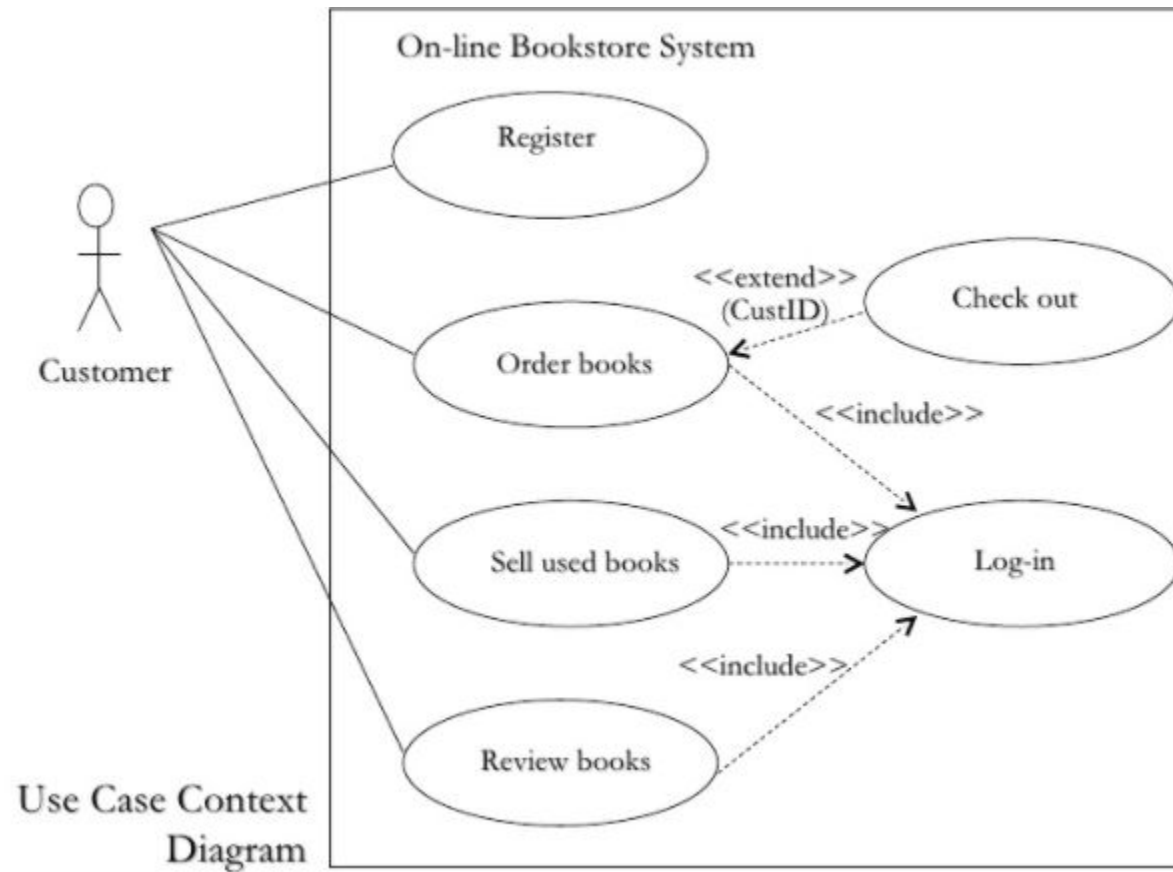 On-line Bookstore System
Register
<<extend>>
(CustID)
Check out
Customer
Order books
<<include>>
<<include>>
Sell used books
Log-in
<<include>>
Review books
Use Case Context
Diagram